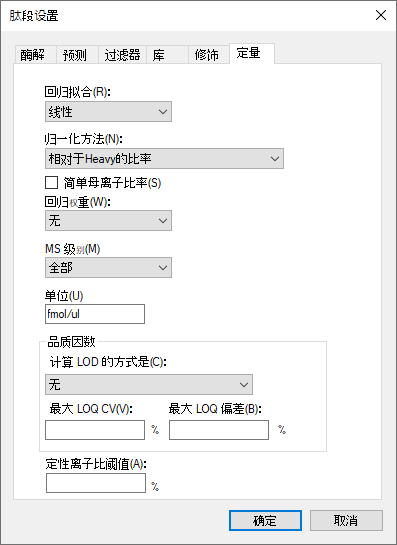 肽段设置
酶解 预测 过滤器 库 修饰 定量
回归拟合(R):
线性
归一化方法(N):
相对于Heavy的比率
简单母离子比率(S)
回归权重(W):
无
MS 级别(M)
全部
单位(U)
fmol/ul
品质因数
计算 LOD 的方式是(C):
无
最大 LOQ CV(V): 最大 LOQ 偏差(B):
% %
定性离子比阈值(A):
%
确定 取消